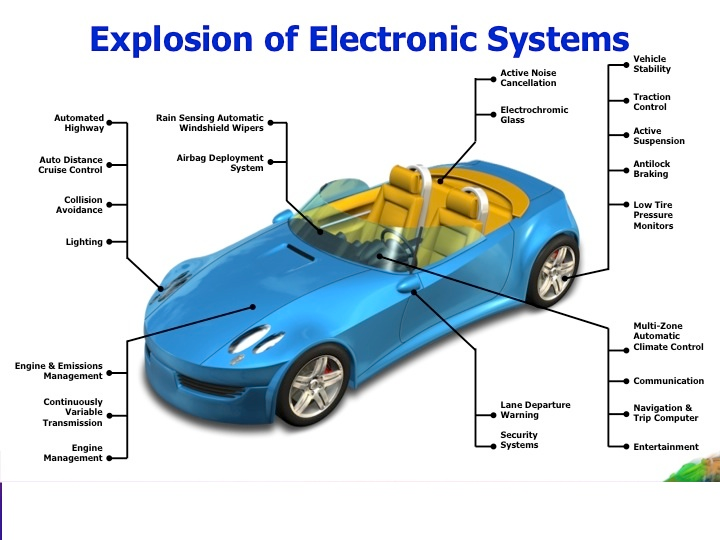 Explosion of Electronic Systems
Automated
Highway
Auto Distance
Cruise Control
Collision
Avoidance
Lighting
Rain Sensing Automatic
Windshield Wipers
Airbag Deployment
System
Active Noise
Cancellation
Electrochromic
Glass
Vehicle
Stability
Traction
Control
Active
Suspension
Antilock
Braking
Low Tire
Pressure
Monitors
Engine & Emissions
Management
Continuously
Variable
Transmission
Engine
Management
Lane Departure
Warning
Security
Systems
Multi-Zone
Automatic
Climate Control
Communication
Navigation &
Trip Computer
Entertainment